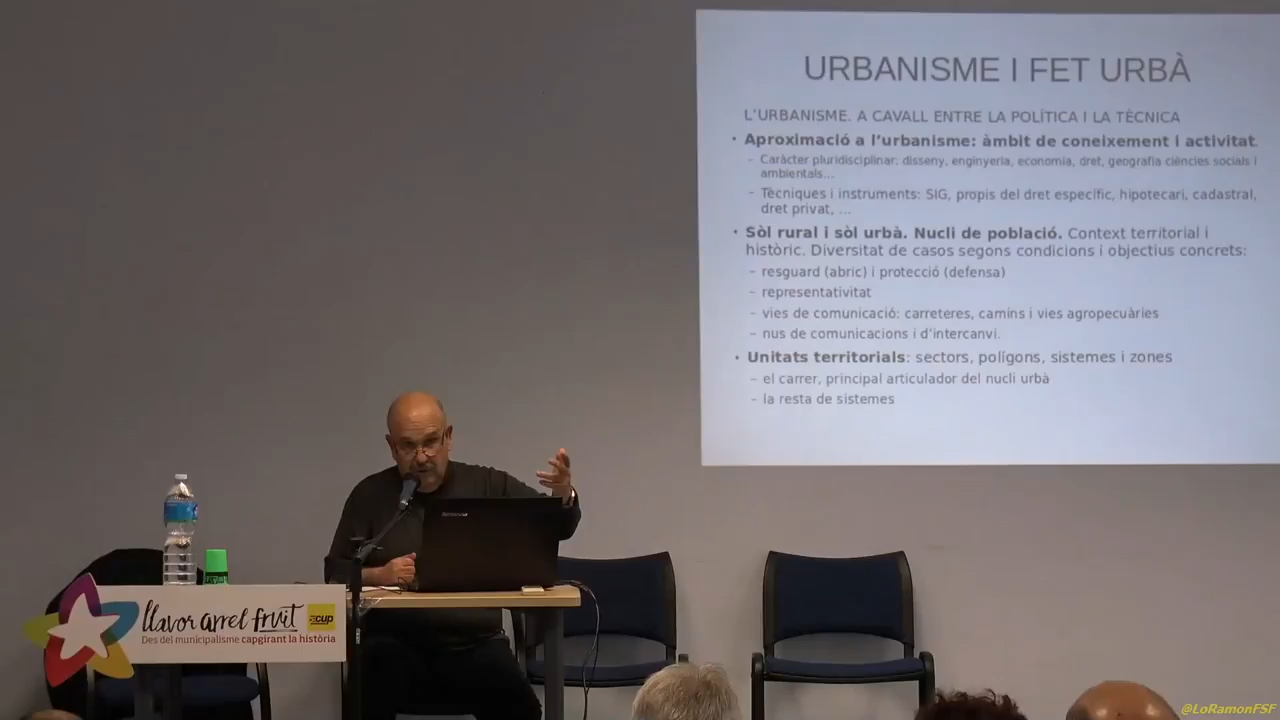 URBANISME I FET URBÀ
L'URBANISME. A CAVALL ENTRE LA POLÍTICA I LA TÈCNICA
• Aproximació a l'urbanisme: àmbit de coneixement i activitat.
– Caràcter pluridisciplinar: disseny, enginyeria, economia, dret, geografia ciències socials i
ambientals...
– Tècniques i instruments: SIG, propis del dret específic, hipotecari, cadastral,
dret privat, ...
• Sòl rural i sòl urbà. Nucli de població. Context territorial i
històric. Diversitat de casos segons condicions i objectius concrets:
– resguard (abric) i protecció (defensa)
– representativitat
– vies de comunicació: carreteres, camins i vies agropecuàries
– nus de comunicacions i d'intercanvi.
• Unitats territorials: sectors, polígons, sistemes i zones
– el carrer, principal articulador del nucli urbà
– la resta de sistemes
llavor arrel fruit
cup
Des del municipalisme capgirant la història
@LoRamonFSF